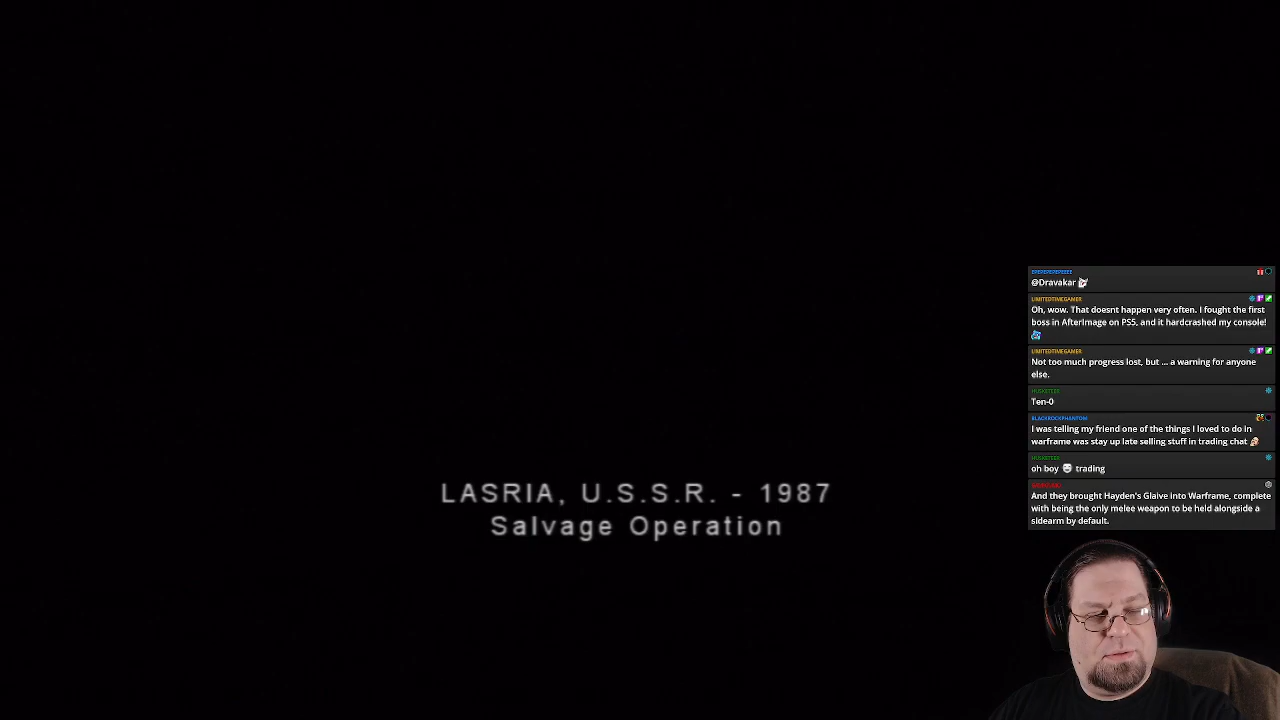 @Dravakar
LIMITEDTIMEGAMER
Oh, wow. That doesnt happen very often. I fought the first
boss in AfterImage on PS5, and it hardcrashed my console!
LIMITEDTIMEGAMER
Not too much progress lost, but ... a warning for anyone
else.
Ten-0
BLACKROCKPHANTOM
I was telling my friend one of the things I loved to do in
warframe was stay up late selling stuff in trading chat
oh boy trading
And they brought Hayden's Glaive into Warframe, complete
with being the only melee weapon to be held alongside a
sidearm by default.
LASRIA, U.S.S.R. - 1987
Salvage Operation